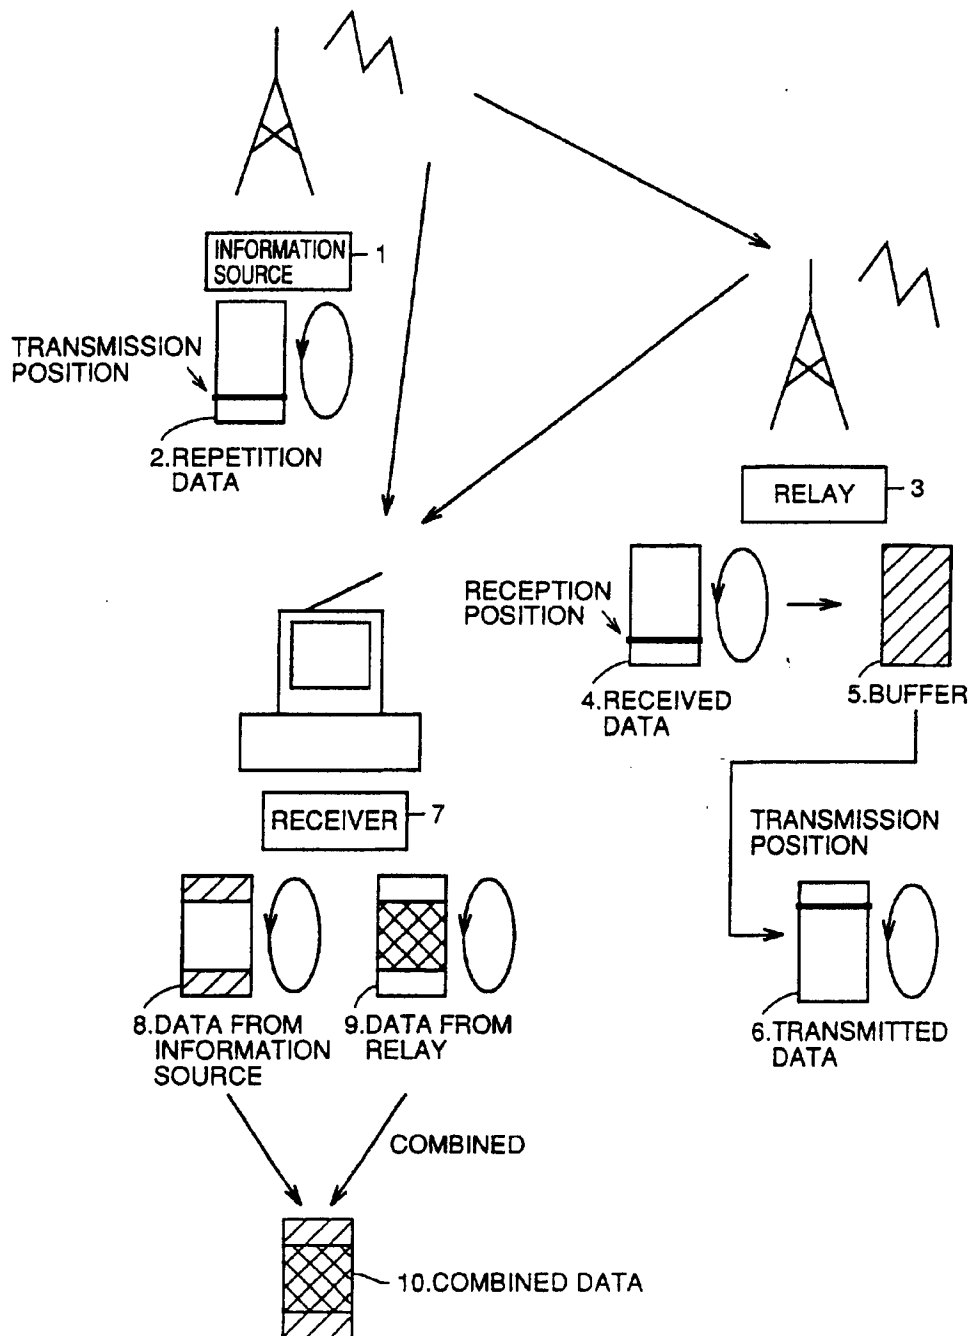 INFORMATION
SOURCE
1
TRANSMISSION
POSITION
2.REPETITION
DATA
RELAY
3
RECEPTION
POSITION
4.RECEIVED
DATA
5.BUFFER
RECEIVER
7
TRANSMISSION
POSITION
8.DATA FROM
INFORMATION
SOURCE
9.DATA FROM
RELAY
6.TRANSMITTED
DATA
COMBINED
10.COMBINED DATA